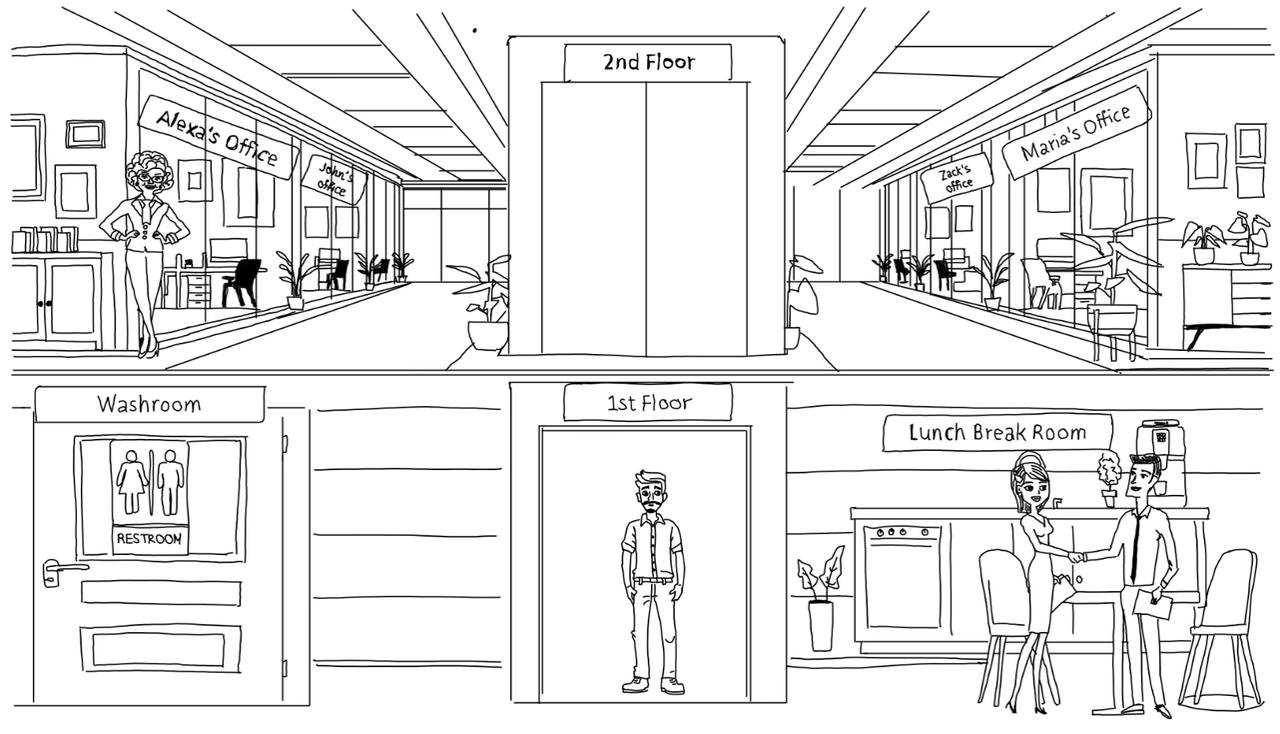 2nd Floor
Alexa's Office
John's
office
Zack's
office
Maria's Office
Washroom
RESTROOM
1st Floor
Lunch Break Room